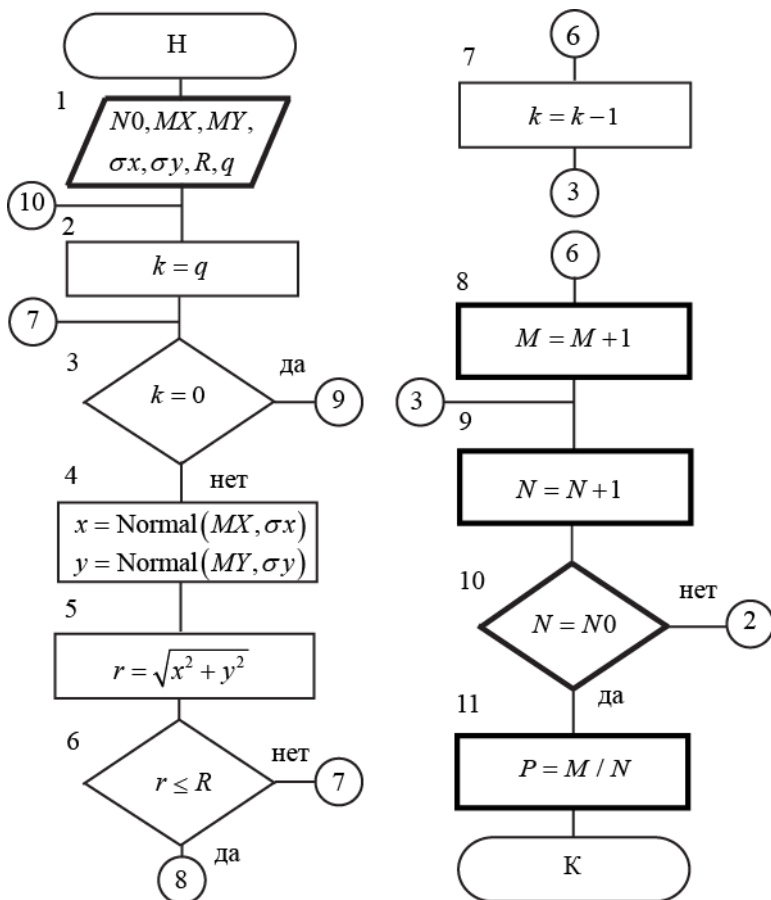 Н
1
N0, MX, MY,
σx, σy, R, q
10
2
k = q
7
3
k = 0
да
9
4
нет
x = Normal(MX, σx)
y = Normal(MY, σy)
5
r = √x² + y²
6
r ≤ R
нет
7
да
8
6
7
k = k − 1
3
6
8
M = M + 1
3
9
N = N + 1
10
N = N0
нет
2
да
11
P = M / N
К